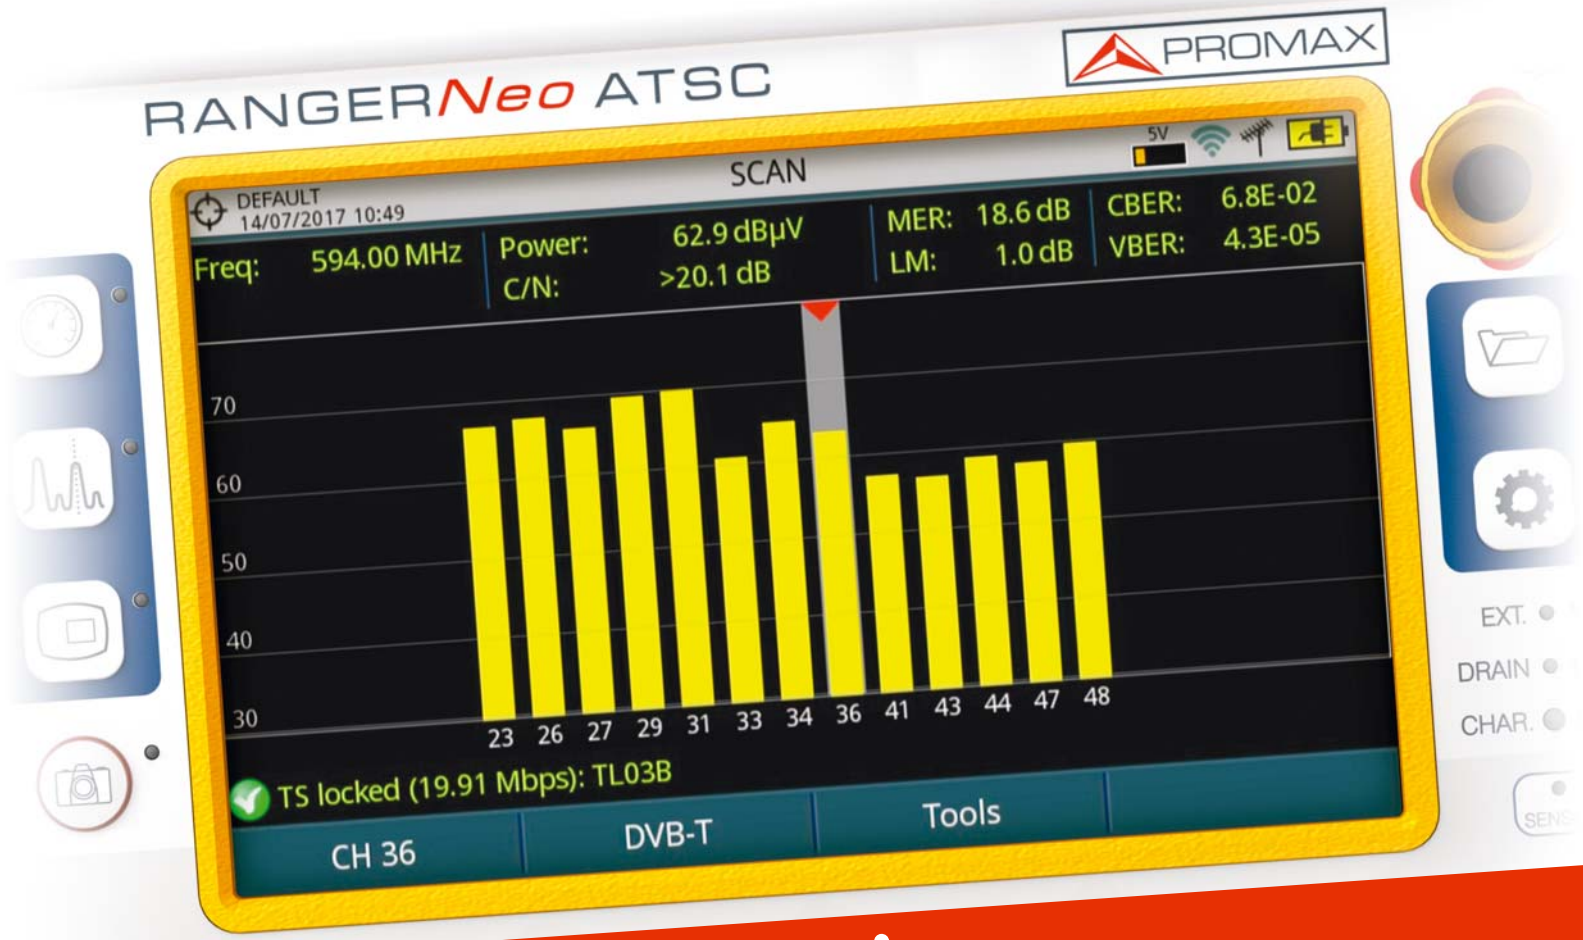 RANGERNeo ATSC
PROMAX
DEFAULT
14/07/2017 10:49
SCAN
5V
Freq: 594.00 MHz
Power: 62.9 dBµV
C/N: >20.1 dB
MER: 18.6 dB
LM: 1.0 dB
CBER: 6.8E-02
VBER: 4.3E-05
70
60
50
40
30
23 26 27 29 31 33 34 36 41 43 44 47 48
TS locked (19.91 Mbps): TL03B
CH 36
DVB-T
Tools
EXT.
DRAIN
CHAR.